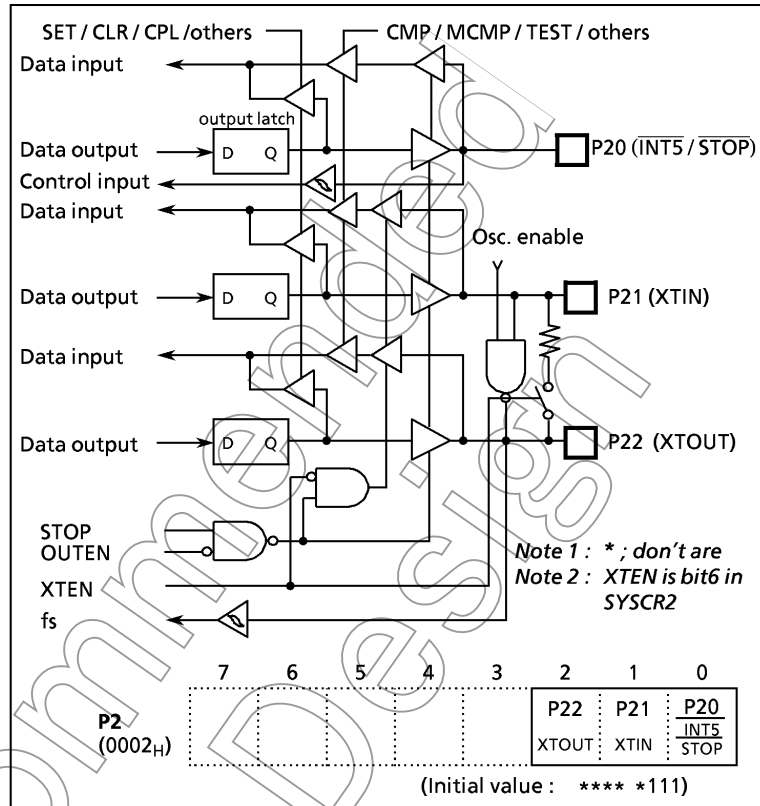 SET / CLR / CPL /others
CMP / MCMP / TEST / others
Data input
output latch
Data output
D Q
P20 (INT5 / STOP)
Control input
Data input
Osc. enable
Data output
D Q
P21 (XTIN)
Data input
Data output
D Q
P22 (XTOUT)
STOP
OUTEN
XTEN
fs
Note 1 : * ; don't are
Note 2 : XTEN is bit6 in
SYSCR2
7 6 5 4 3 2 1 0
P2
(0002H)
P22 P21 P20
XTOUT XTIN INT5
STOP
(Initial value : **** *111)
ommended
Design